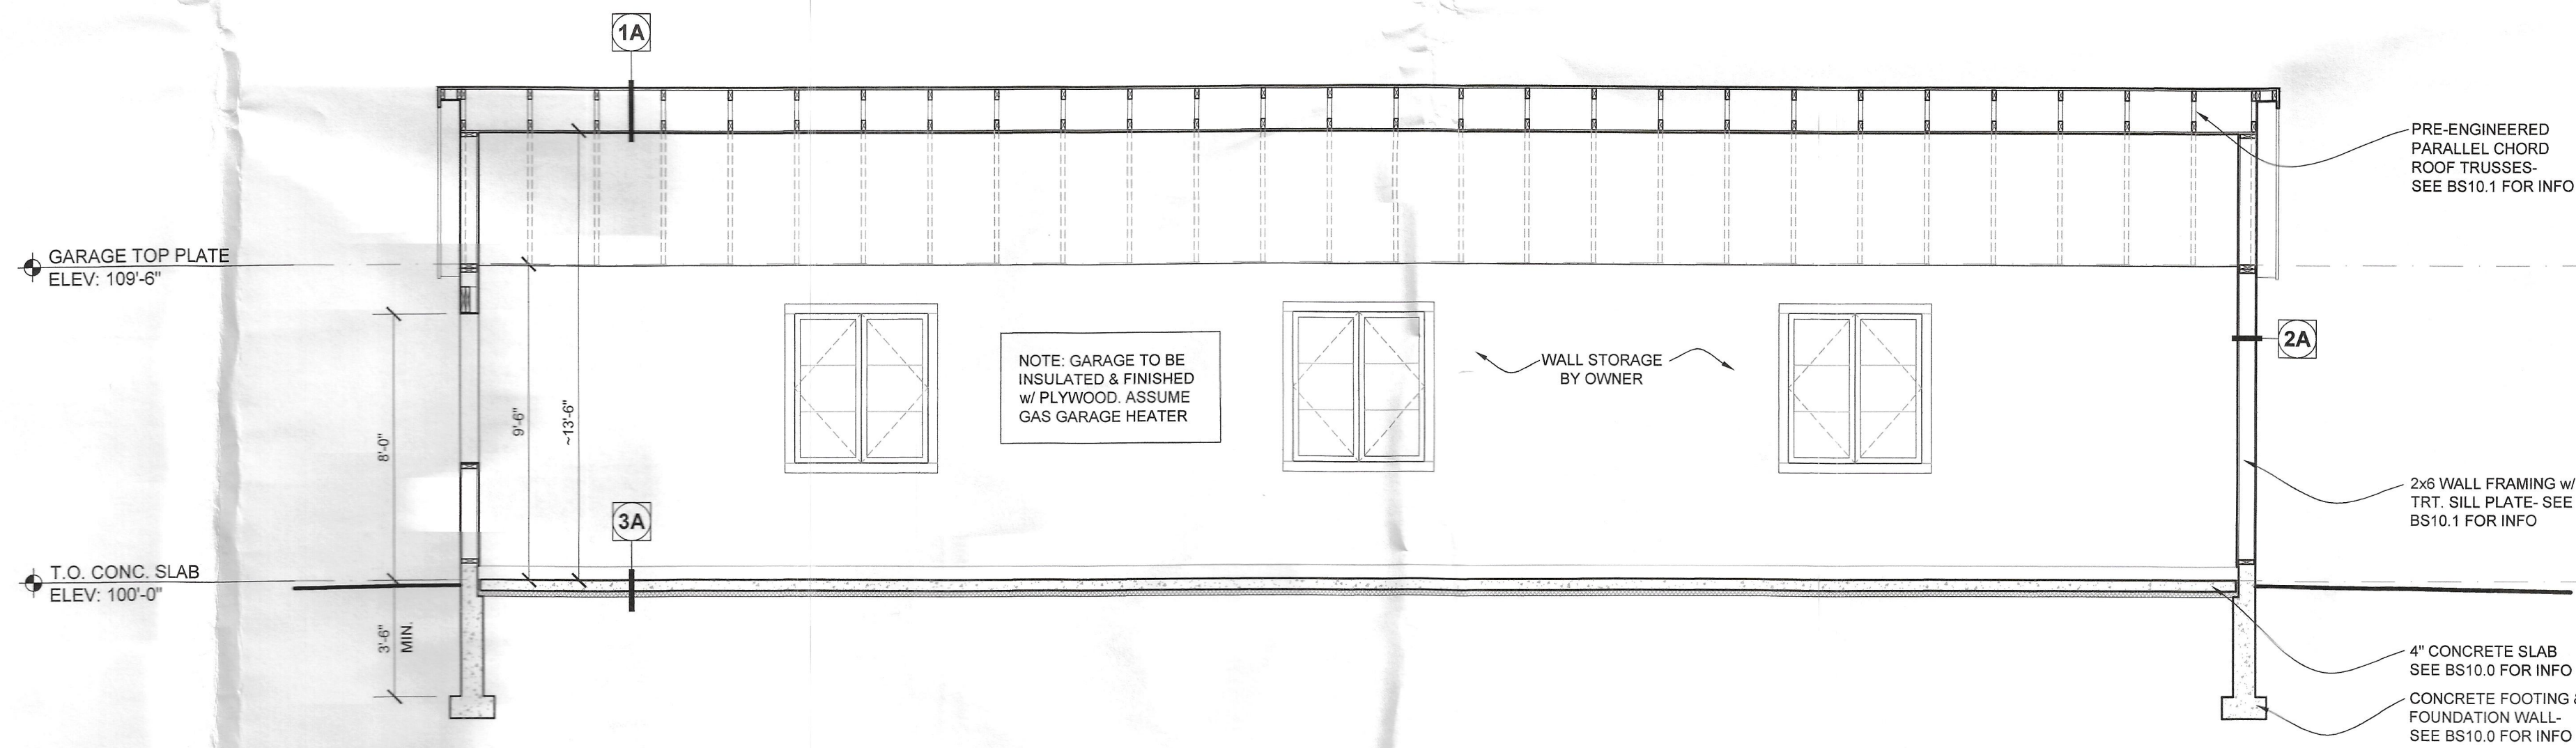 1A
PRE-ENGINEERED
PARALLEL CHORD
ROOF TRUSSES-
SEE BS10.1 FOR INFO
GARAGE TOP PLATE
ELEV: 109'-6"
2A
NOTE: GARAGE TO BE
INSULATED & FINISHED
w/ PLYWOOD. ASSUME
GAS GARAGE HEATER
WALL STORAGE
BY OWNER
8'-0"
9'-6"
~13'-6"
2x6 WALL FRAMING w/
TRT. SILL PLATE- SEE
BS10.1 FOR INFO
3A
T.O. CONC. SLAB
ELEV: 100'-0"
3'-6"
MIN.
4" CONCRETE SLAB
SEE BS10.0 FOR INFO
CONCRETE FOOTING &
FOUNDATION WALL-
SEE BS10.0 FOR INFO